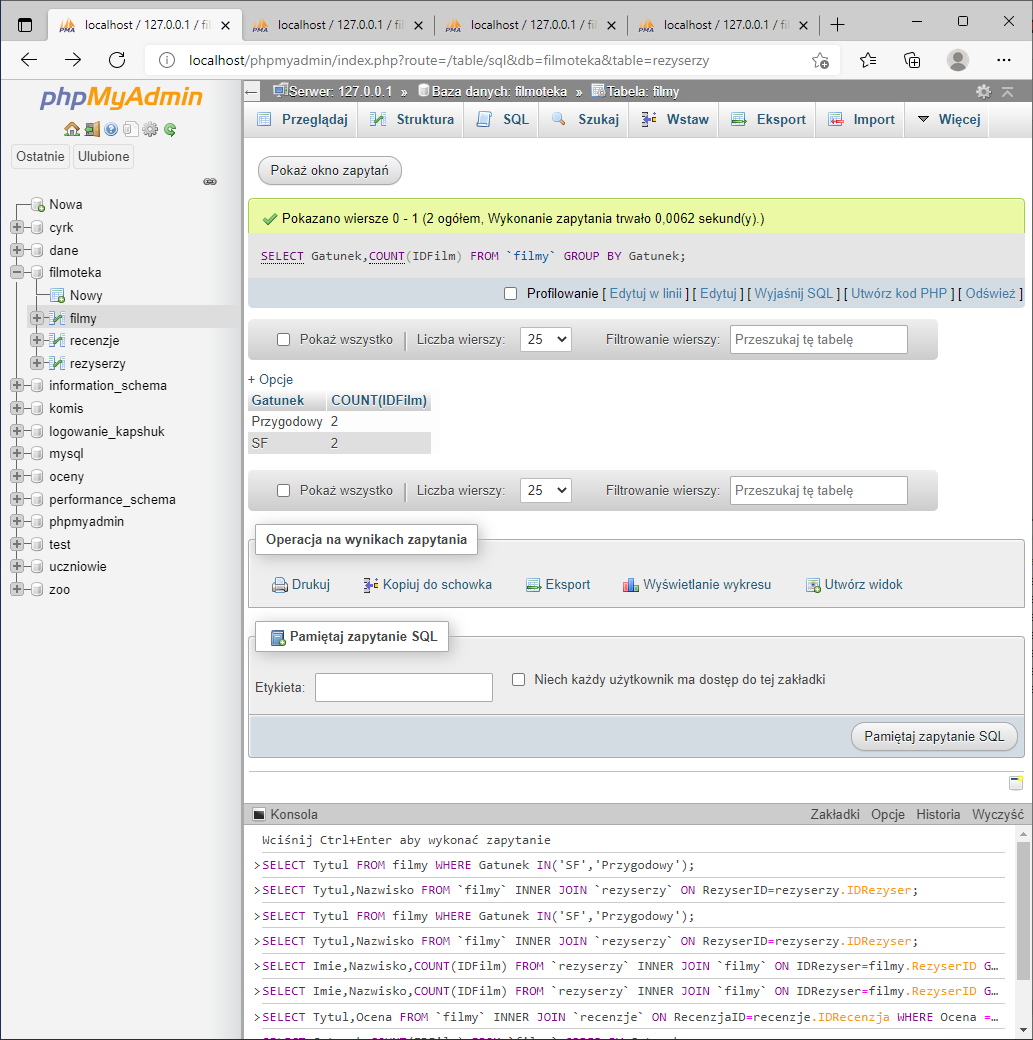 localhost / 127.0.0.1 / fil
localhost / 127.0.0.1 / film
localhost / 127.0.0.1 / film
localhost / 127.0.0.1 / film
localhost/phpmyadmin/index.php?route=/table/sql&db=filmoteka&table=rezyserzy
phpMyAdmin
Ostatnie Ulubione
Nowa
cyrk
dane
filmoteka
Nowy
filmy
recenzje
rezyserzy
information_schema
komis
logowanie_kapshuk
mysql
oceny
performance_schema
phpmyadmin
test
uczniowie
zoo
Serwer: 127.0.0.1 » Baza danych: filmoteka » Tabela: filmy
Przeglądaj Struktura SQL Szukaj Wstaw Eksport Import Więcej
Pokaż okno zapytań
Pokazano wiersze 0 - 1 (2 ogółem, Wykonanie zapytania trwało 0,0062 sekund(y).)
SELECT Gatunek,COUNT(IDFilm) FROM `filmy` GROUP BY Gatunek;
Profilowanie [ Edytuj w linii ] [ Edytuj ] [ Wyjaśnij SQL ] [ Utwórz kod PHP ] [ Odśwież ]
Pokaż wszystko | Liczba wierszy: 25 Filtrowanie wierszy: Przeszukaj tę tabelę
+ Opcje
Gatunek COUNT(IDFilm)
Przygodowy 2
SF 2
Pokaż wszystko | Liczba wierszy: 25 Filtrowanie wierszy: Przeszukaj tę tabelę
Operacja na wynikach zapytania
Drukuj Kopiuj do schowka Eksport Wyświetlanie wykresu Utwórz widok
Pamiętaj zapytanie SQL
Etykieta: Niech każdy użytkownik ma dostęp do tej zakładki
Pamiętaj zapytanie SQL
Konsola Zakładki Opcje Historia Wyczyść
Wciśnij Ctrl+Enter aby wykonać zapytanie
>SELECT Tytul FROM filmy WHERE Gatunek IN('SF','Przygodowy');
>SELECT Tytul,Nazwisko FROM `filmy` INNER JOIN `rezyserzy` ON RezyserID=rezyserzy.IDRezyser;
>SELECT Tytul FROM filmy WHERE Gatunek IN('SF','Przygodowy');
>SELECT Tytul,Nazwisko FROM `filmy` INNER JOIN `rezyserzy` ON RezyserID=rezyserzy.IDRezyser;
>SELECT Imie,Nazwisko,COUNT(IDFilm) FROM `rezyserzy` INNER JOIN `filmy` ON IDRezyser=filmy.RezyserID G…
>SELECT Imie,Nazwisko,COUNT(IDFilm) FROM `rezyserzy` INNER JOIN `filmy` ON IDRezyser=filmy.RezyserID G…
>SELECT Tytul,Ocena FROM `filmy` INNER JOIN `recenzje` ON RecenzjaID=recenzje.IDRecenzja WHERE Ocena =…